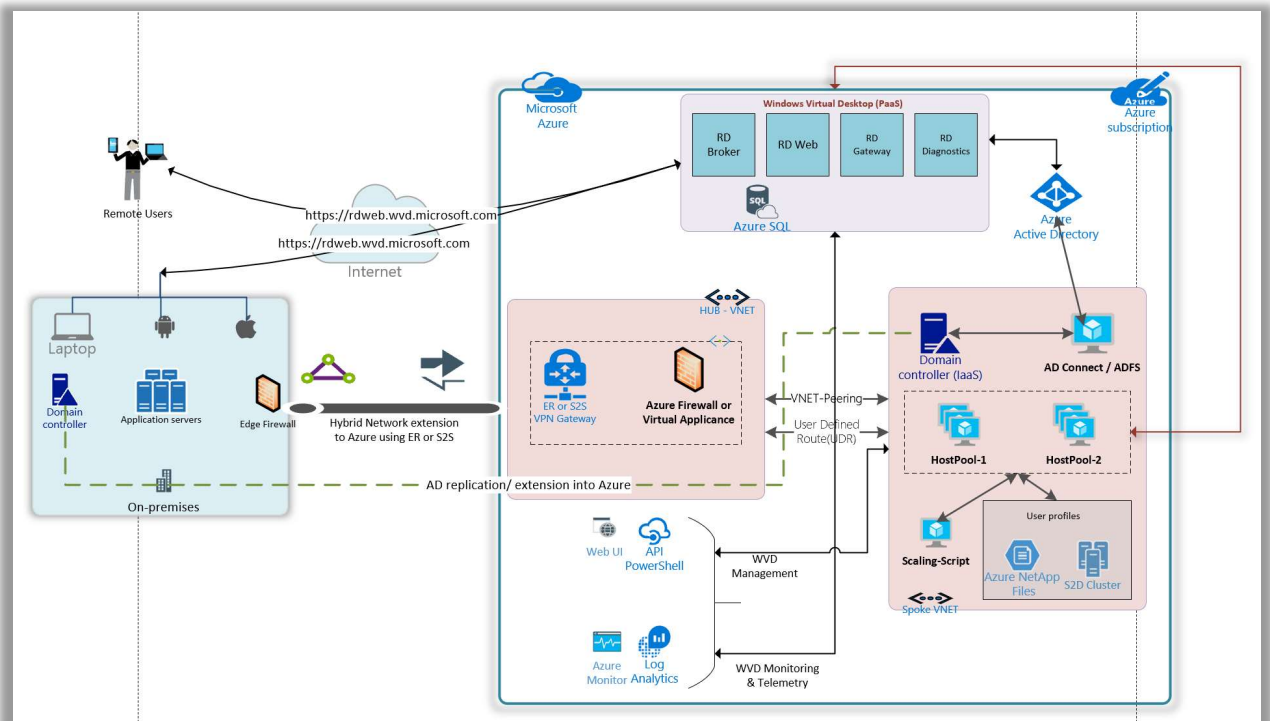 Microsoft
Azure
Azure
Azure
subscription
Windows Virtual Desktop (PaaS)
RD
Broker
RD Web
RD
Gateway
RD
Diagnostics
SQL
Azure SQL
Azure
Active Directory
Remote Users
https://rdweb.wvd.microsoft.com
https://rdweb.wvd.microsoft.com
Internet
Laptop
Domain
controller
Application servers
Edge Firewall
On-premises
Hybrid Network extension
to Azure using ER or S2S
HUB - VNET
ER or S2S
VPN Gateway
Azure Firewall or
Virtual Applicance
VNET-Peering
User Defined
Route(UDR)
AD replication/ extension into Azure
Domain
controller (IaaS)
AD Connect / ADFS
HostPool-1
HostPool-2
Scaling-Script
User profiles
Azure NetApp
Files
S2D Cluster
Spoke VNET
Web UI
API
PowerShell
WVD
Management
Azure
Monitor
Log
Analytics
WVD Monitoring
& Telemetry